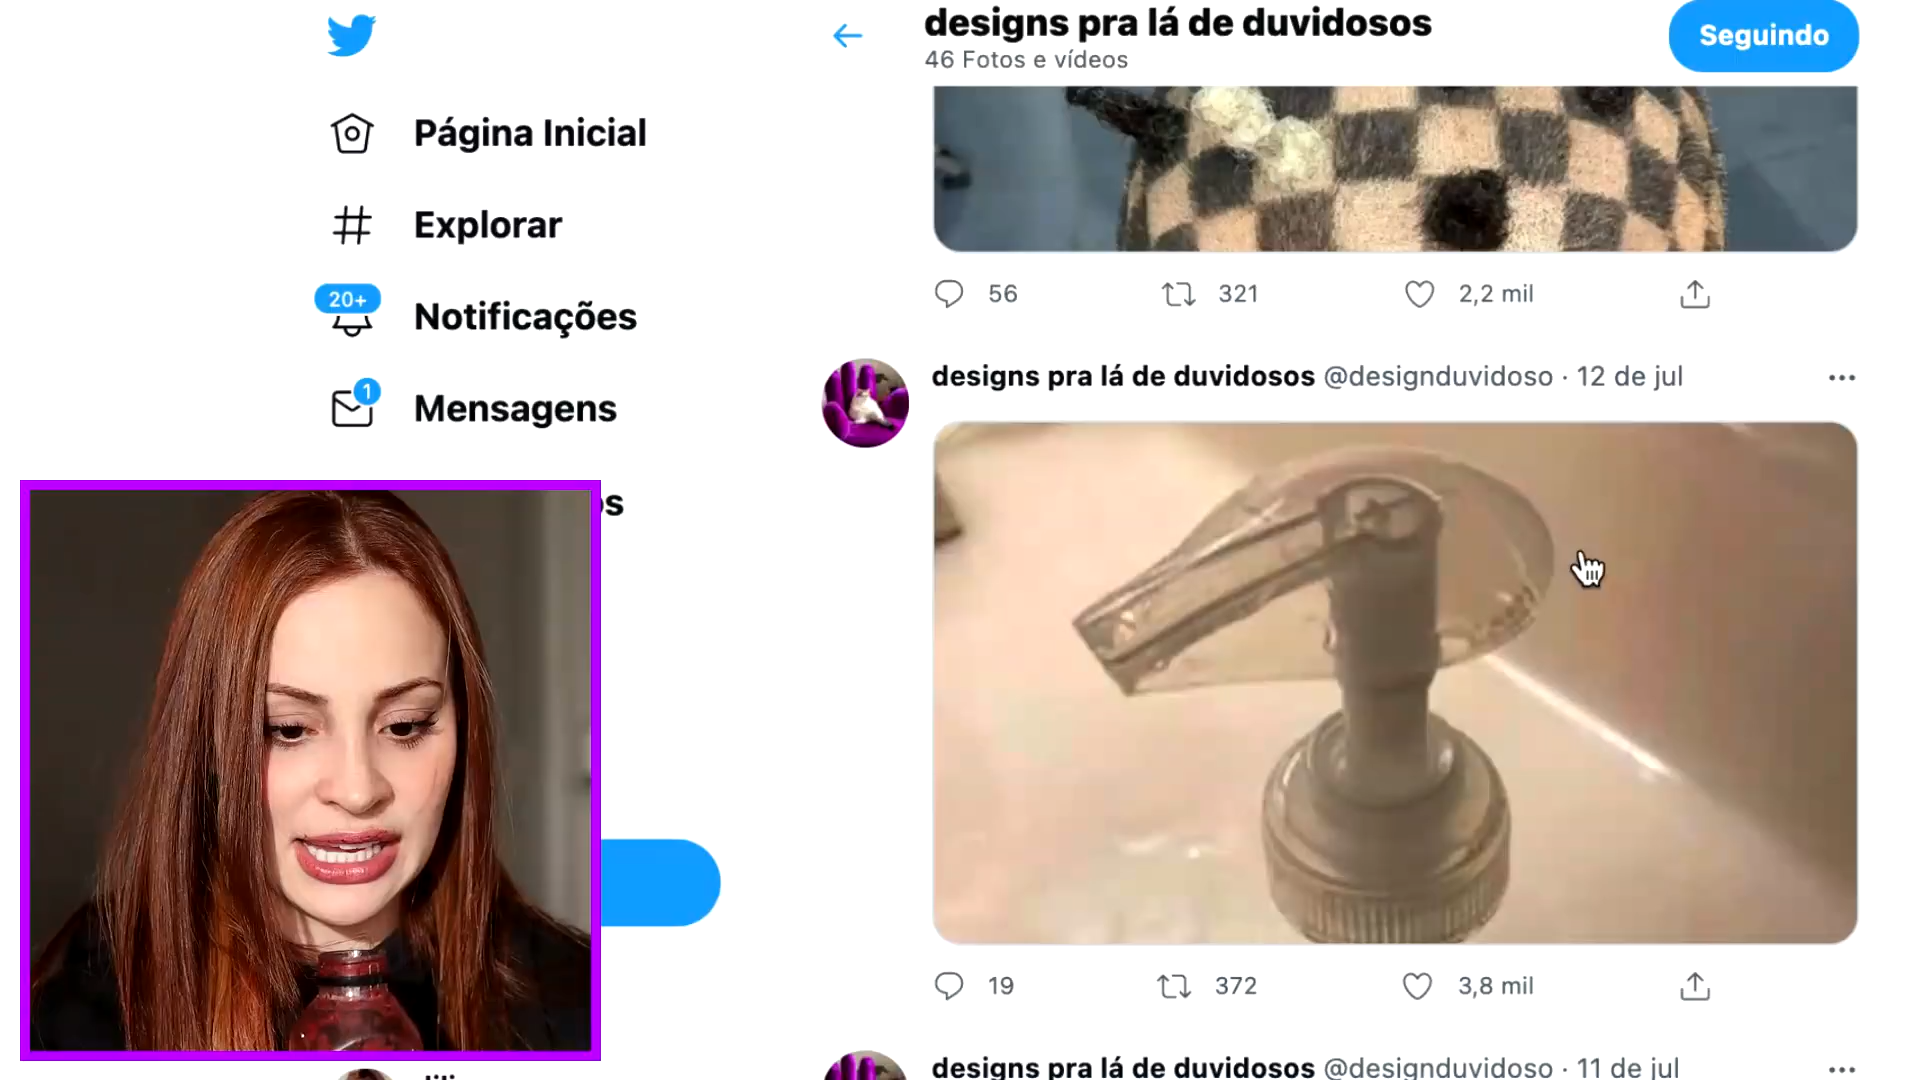 designs pra lá de duvidosos
46 Fotos e vídeos
Seguindo
Página Inicial
Explorar
20+
Notificações
1
Mensagens
os
56
321
2,2 mil
designs pra lá de duvidosos @designduvidoso · 12 de jul
19
372
3,8 mil
designs pra lá de duvidosos @designduvidoso · 11 de jul